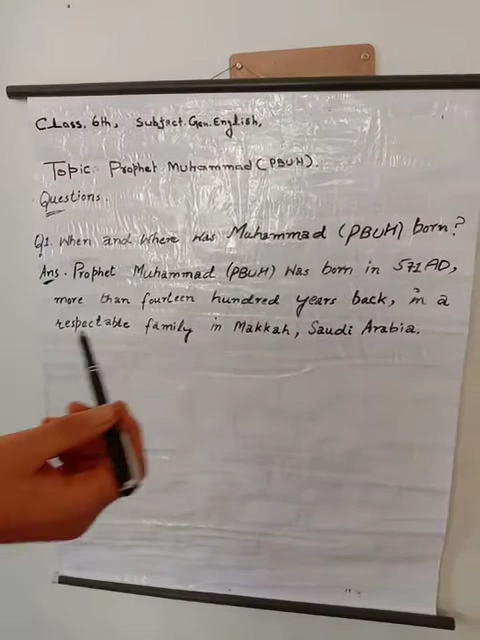 Class. 6th, Subject. Gen. English,
Topic: Prophet Muhammad (PBUH).
Questions.
Q1. When and Where was Muhammad (PBUH) born?
Ans. Prophet Muhammad (PBUH) was born in 571 AD,
more than fourteen hundred years back, in a
respectable family in Makkah, Saudi Arabia.